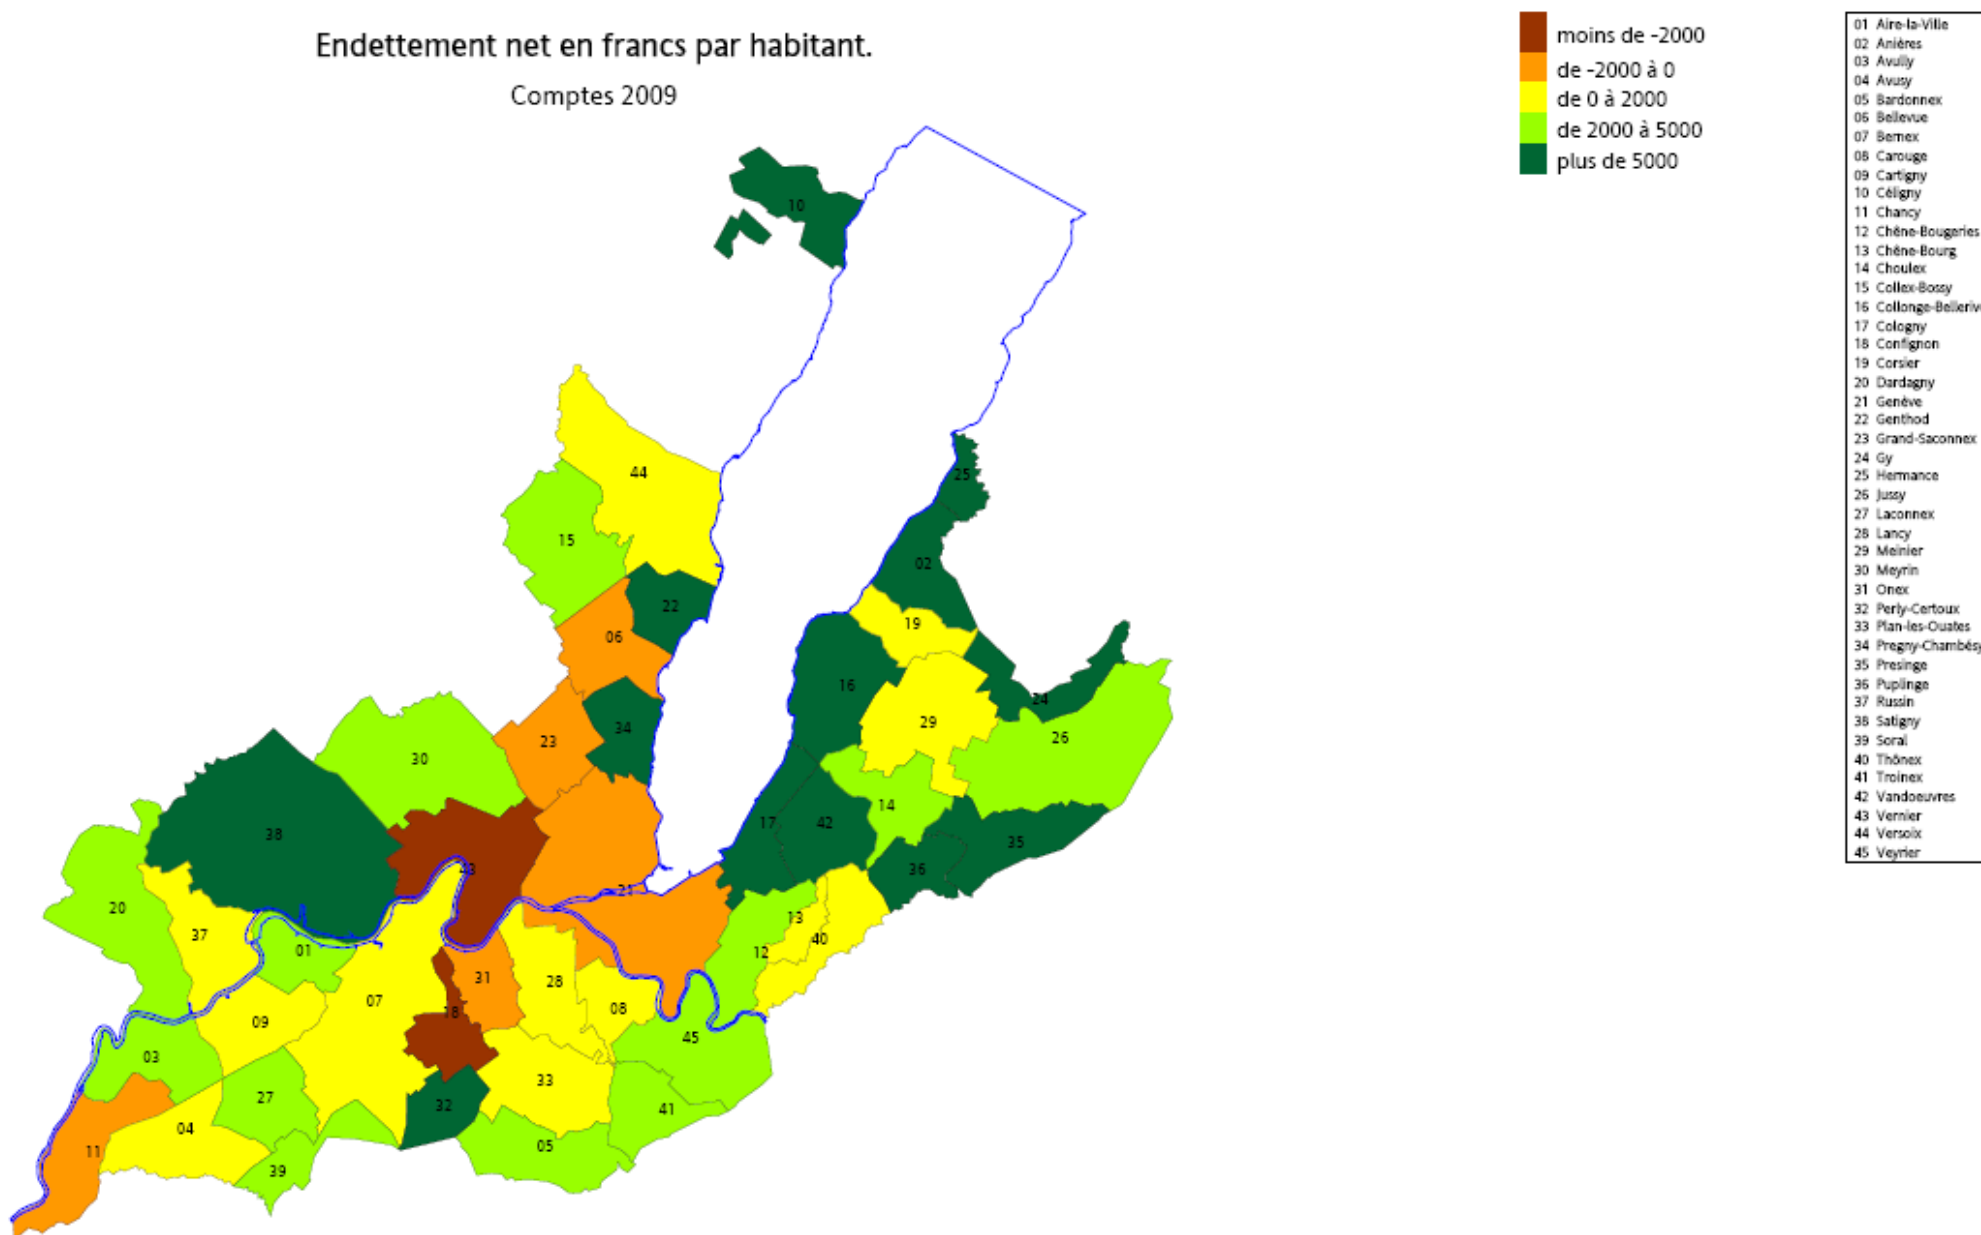 Endettement net en francs par habitant.
Comptes 2009
moins de -2000
de -2000 à 0
de 0 à 2000
de 2000 à 5000
plus de 5000
01 Aire-la-Ville
02 Anières
03 Avully
04 Avusy
05 Bardonnex
06 Bellevue
07 Bernex
08 Carouge
09 Cartigny
10 Céligny
11 Chancy
12 Chêne-Bougeries
13 Chêne-Bourg
14 Choulex
15 Collex-Bossy
16 Collonge-Bellerive
17 Cologny
18 Confignon
19 Corsier
20 Dardagny
21 Genève
22 Genthod
23 Grand-Saconnex
24 Gy
25 Hermance
26 Jussy
27 Laconnex
28 Lancy
29 Meinier
30 Meyrin
31 Onex
32 Perly-Certoux
33 Plan-les-Ouates
34 Pregny-Chambésy
35 Presinge
36 Puplinge
37 Russin
38 Satigny
39 Soral
40 Thônex
41 Troinex
42 Vandoeuvres
43 Vernier
44 Versoix
45 Veyrier
10
44
25
15
02
22
19
06
16
34
29
24
23
26
30
14
17
42
38
35
43
36
21
20
13
37
40
01
12
31
28
07
08
18
09
45
03
33
27
32
41
04
05
11
39